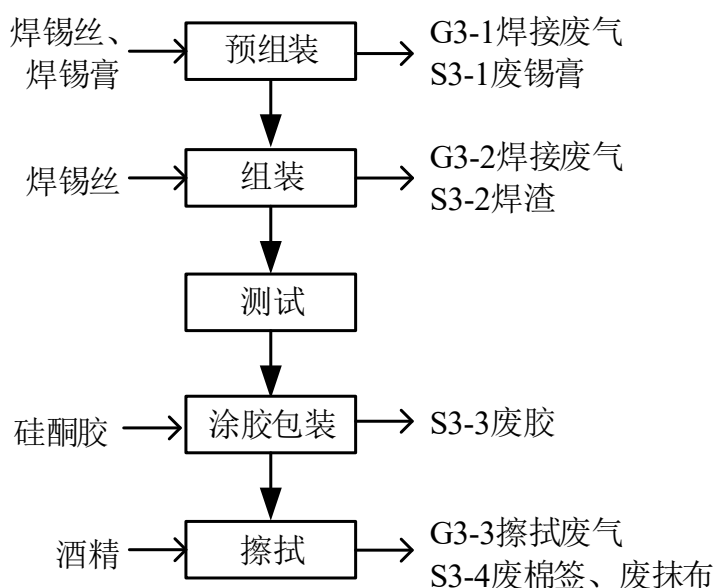 焊锡丝、
焊锡膏
预组装
G3-1焊接废气
S3-1废锡膏
焊锡丝
组装
G3-2焊接废气
S3-2焊渣
测试
硅酮胶
涂胶包装
S3-3废胶
酒精
擦拭
G3-3擦拭废气
S3-4废棉签、废抹布